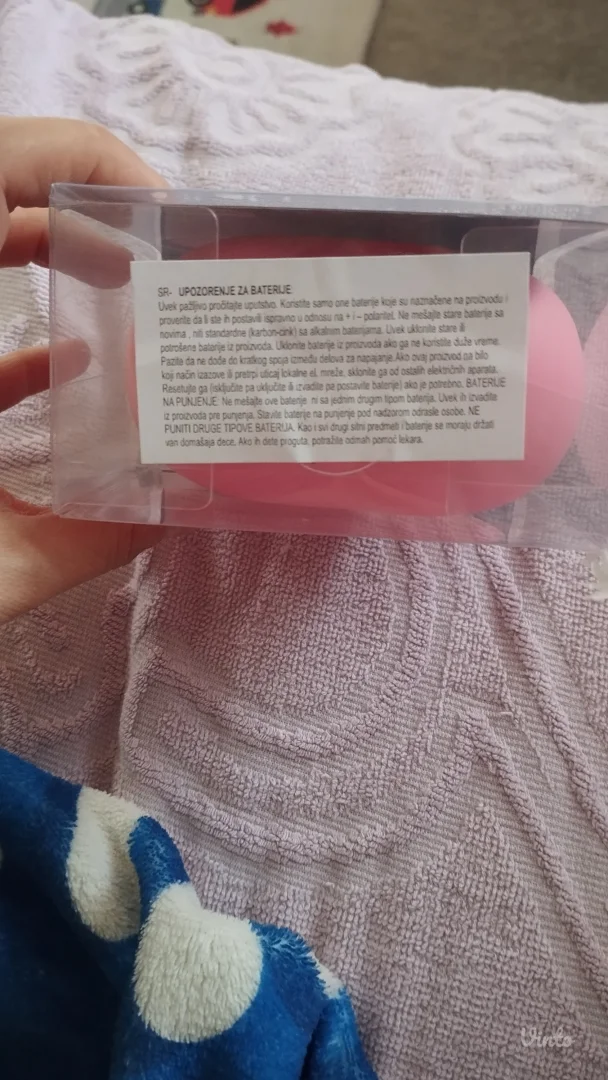 SR- UPOZORENJE ZA BATERIJE
Uvek pažljivo pročitajte uputstvo. Koristite samo one baterije koje su naznačene na proizvodu i
proverite da li ste ih postavili ispravno u odnosu na + i – polaritet. Ne mešajte stare baterije sa
novima , niti standardne (karbon-cink) sa alkalnim baterijama. Uvek uklonite stare ili
potrošene baterije iz proizvoda. Uklonite baterije iz proizvoda ako ga ne koristite duže vreme.
Pazite da ne dođe do kratkog spoja između delova za napajanje. Ako ovaj proizvod na bilo
koji način izazove ili pretrpi uticaj lokalne el. mreže, sklonite ga od ostalih električnih aparata.
Resetujte ga (isključite pa uključite ili izvadite pa postavite baterije) ako je potrebno. BATERIJE
NA PUNJENJE. Ne mešajte ove baterije ni sa jednim drugim tipom baterija. Uvek ih izvadite
iz proizvoda pre punjenja. Stavite baterije na punjenje pod nadzorom odrasle osobe. NE
PUNITI DRUGE TIPOVE BATERIJA. Kao i svi drugi sitni predmeti i baterije se moraju držati
van domašaja dece. Ako ih dete proguta, potražite odmah pomoć lekara.
Vinto